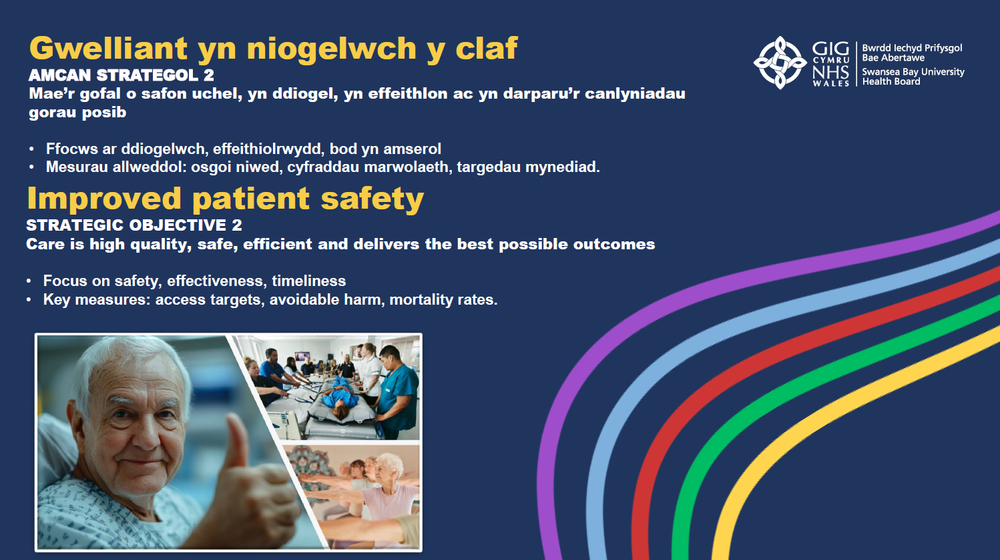 Gwelliant yn niogelwch y claf
AMCAN STRATEGOL 2
Mae’r gofal o safon uchel, yn ddiogel, yn effeithlon ac yn darparu’r canlyniadau
gorau posib
• Ffocws ar ddiogelwch, effeithiolrwydd, bod yn amserol
• Mesurau allweddol: osgoi niwed, cyfraddau marwolaeth, targedau mynediad.
Improved patient safety
STRATEGIC OBJECTIVE 2
Care is high quality, safe, efficient and delivers the best possible outcomes
• Focus on safety, effectiveness, timeliness
• Key measures: access targets, avoidable harm, mortality rates.
GIG
CYMRU
NHS
WALES
Bwrdd Iechyd Prifysgol
Bae Abertawe
Swansea Bay University
Health Board